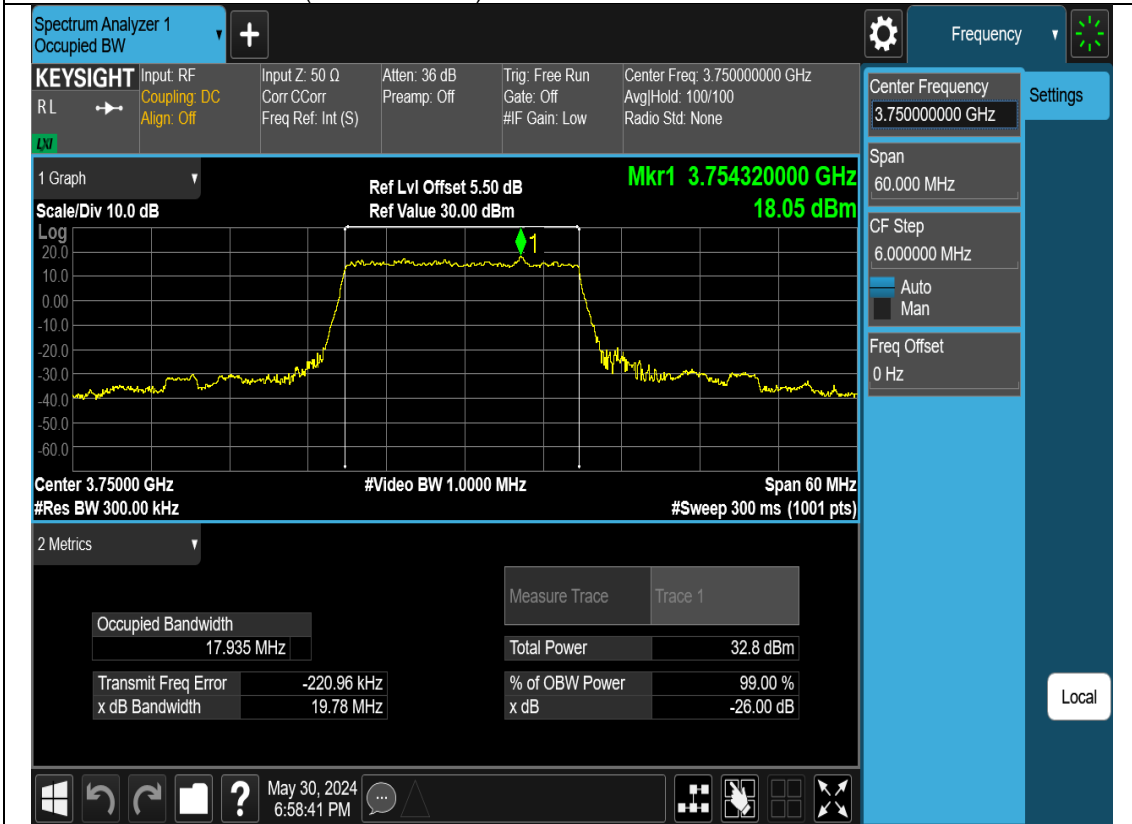 Spectrum Analyzer 1
Occupied BW
+
Frequency
KEYSIGHT
R L
LXI
Input: RF
Coupling: DC
Align: Off
Input Z: 50 Ω
Corr CCorr
Freq Ref: Int (S)
Atten: 36 dB
Preamp: Off
Trig: Free Run
Gate: Off
#IF Gain: Low
Center Freq: 3.750000000 GHz
Avg|Hold: 100/100
Radio Std: None
Center Frequency
3.750000000 GHz
Settings
Span
60.000 MHz
CF Step
6.000000 MHz
Auto
Man
Freq Offset
0 Hz
Local
1 Graph
Scale/Div 10.0 dB
Ref Lvl Offset 5.50 dB
Ref Value 30.00 dBm
Mkr1 3.754320000 GHz
18.05 dBm
Log
1
20.0
10.0
0.00
-10.0
-20.0
-30.0
-40.0
-50.0
-60.0
Center 3.75000 GHz
#Video BW 1.0000 MHz
Span 60 MHz
#Res BW 300.00 kHz
#Sweep 300 ms (1001 pts)
2 Metrics
Measure Trace Trace 1
Occupied Bandwidth
17.935 MHz
Total Power 32.8 dBm
Transmit Freq Error -220.96 kHz
% of OBW Power 99.00 %
x dB Bandwidth 19.78 MHz
x dB -26.00 dB
?
May 30, 2024
6:58:41 PM